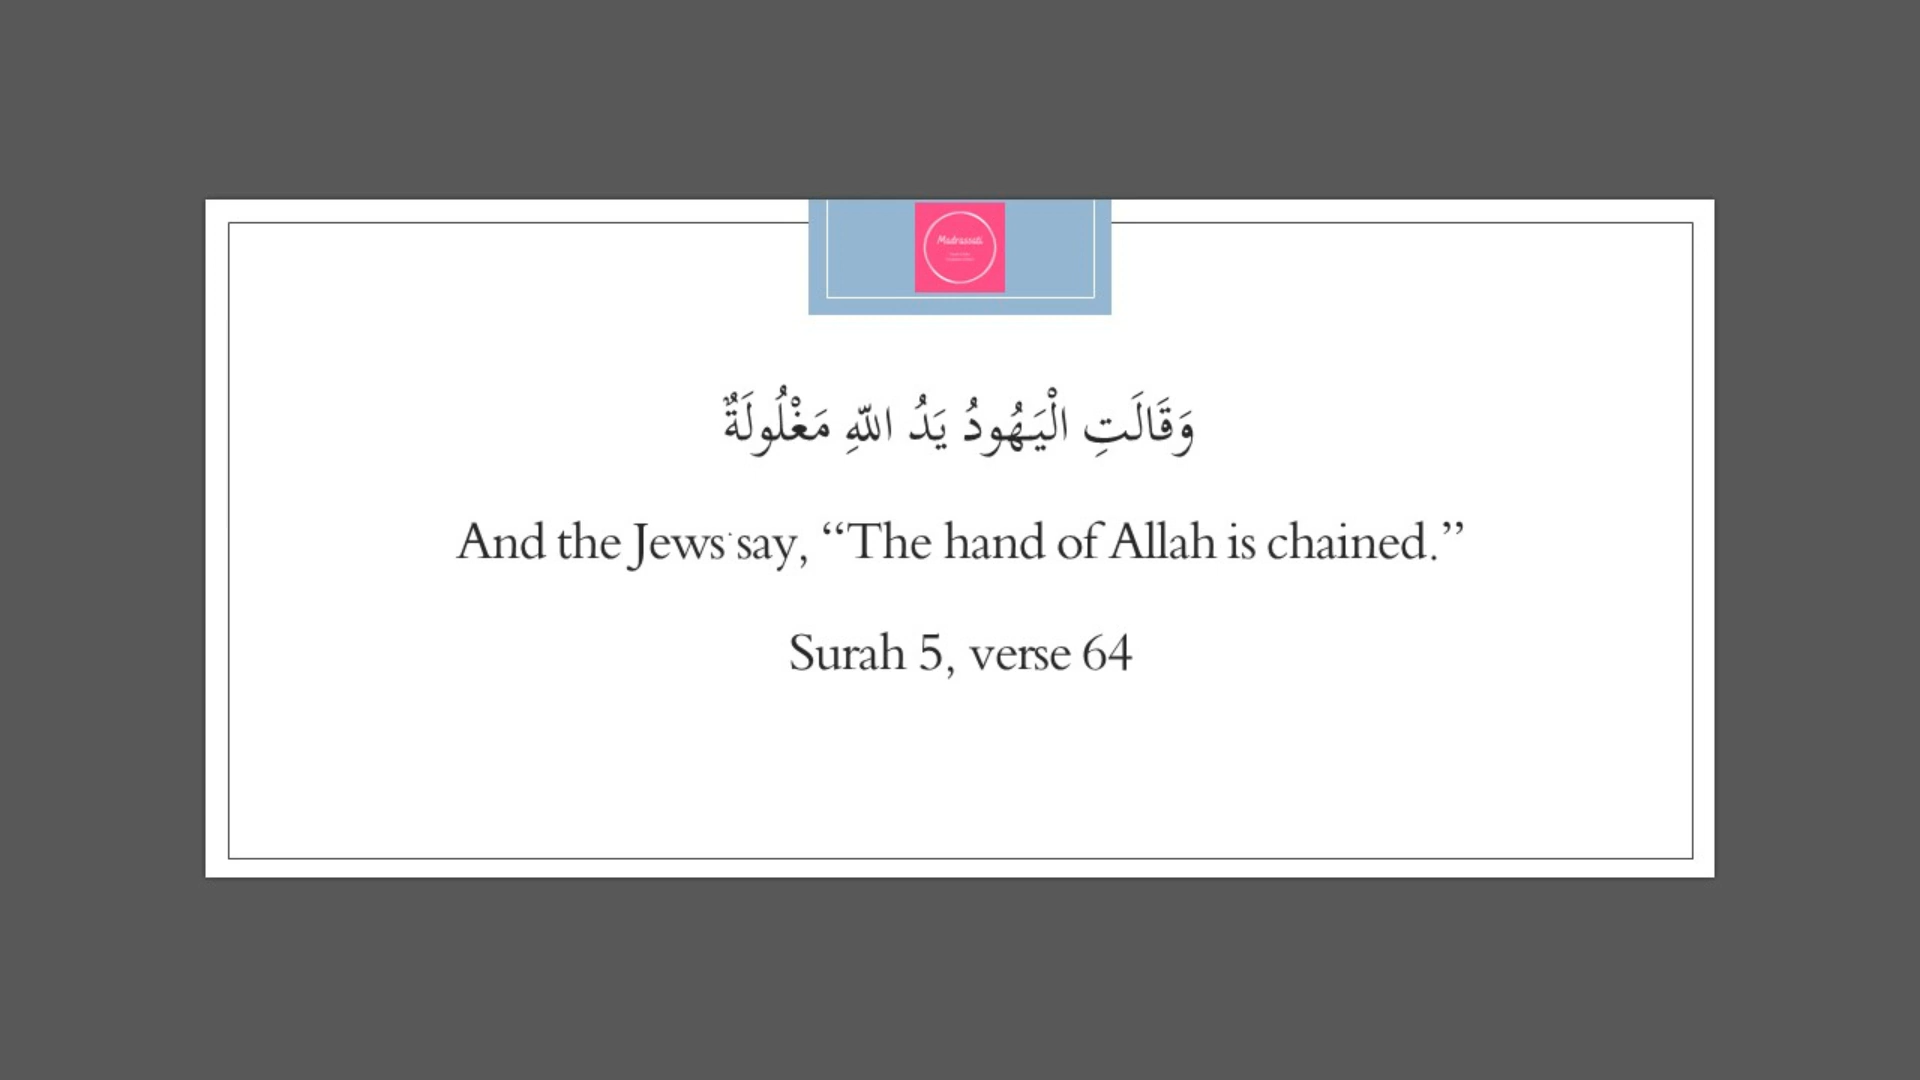 Madrassati
وَقَالَتِ الْيَهُودُ يَدُ اللّهِ مَغْلُولَةٌ
And the Jews say, “The hand of Allah is chained.”
Surah 5, verse 64